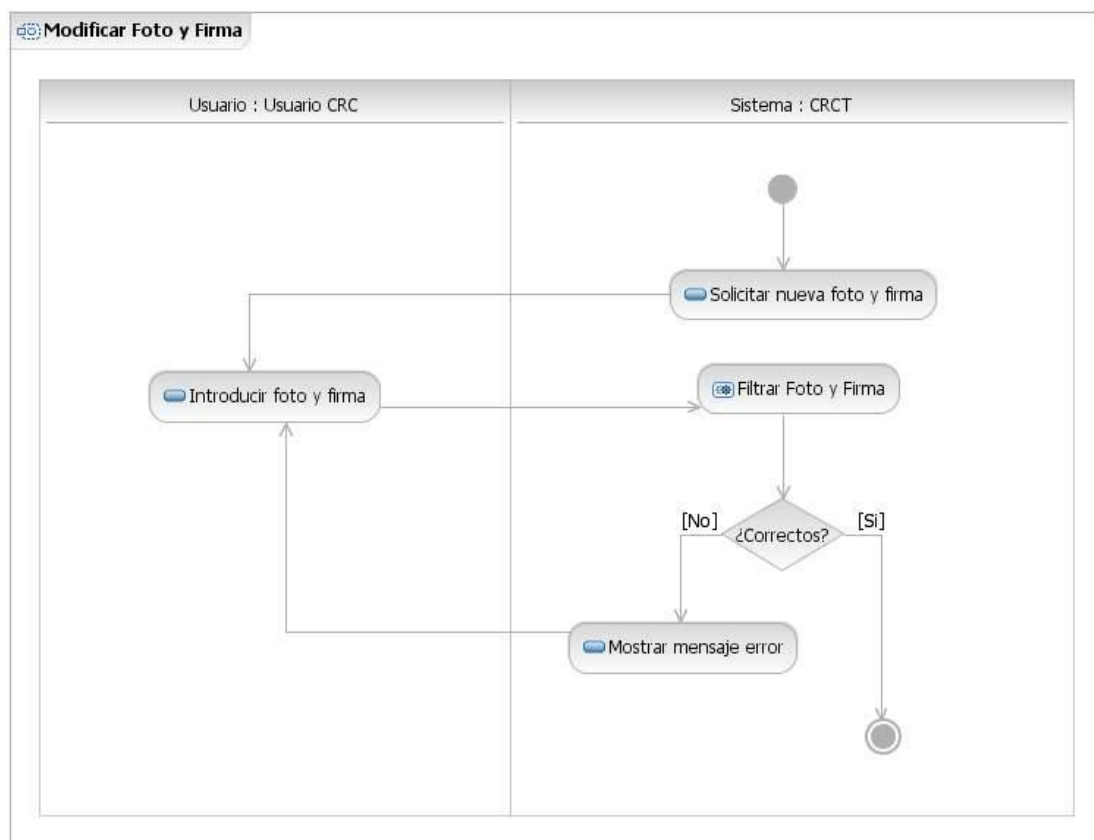 Modificar Foto y Firma
Usuario : Usuario CRC
Sistema : CRCT
Solicitar nueva foto y firma
Introducir foto y firma
Filtrar Foto y Firma
[No]
¿Correctos?
[Si]
Mostrar mensaje error